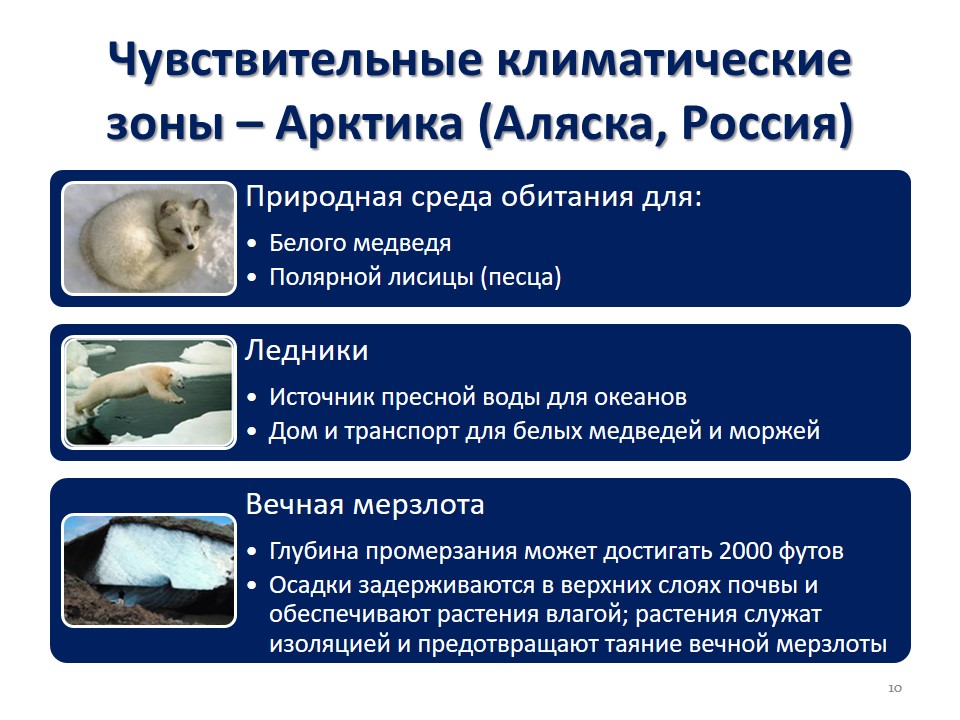 Чувствительные климатические
зоны – Арктика (Аляска, Россия)
Природная среда обитания для:
• Белого медведя
• Полярной лисицы (песца)
Ледники
• Источник пресной воды для океанов
• Дом и транспорт для белых медведей и моржей
Вечная мерзлота
• Глубина промерзания может достигать 2000 футов
• Осадки задерживаются в верхних слоях почвы и
обеспечивают растения влагой; растения служат
изоляцией и предотвращают таяние вечной мерзлоты
10